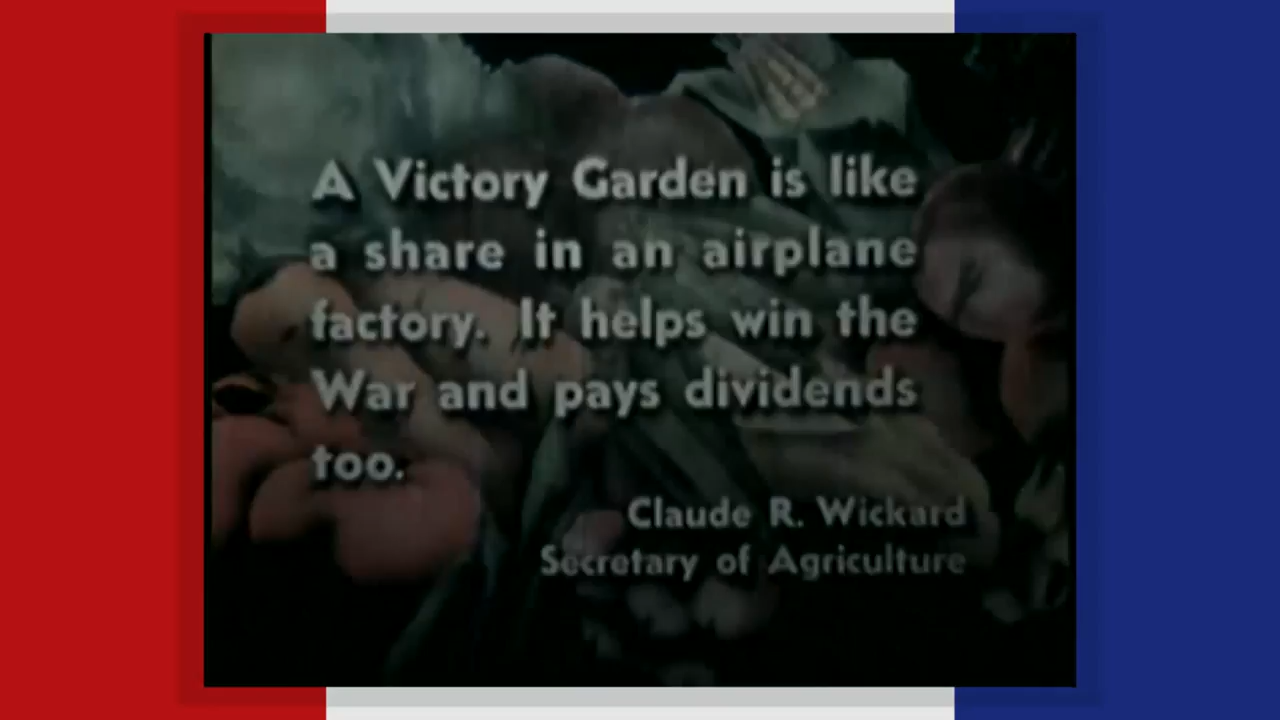 A Victory Garden is like
a share in an airplane
factory. It helps win the
War and pays dividends
too.
Claude R. Wickard
Secretary of Agriculture